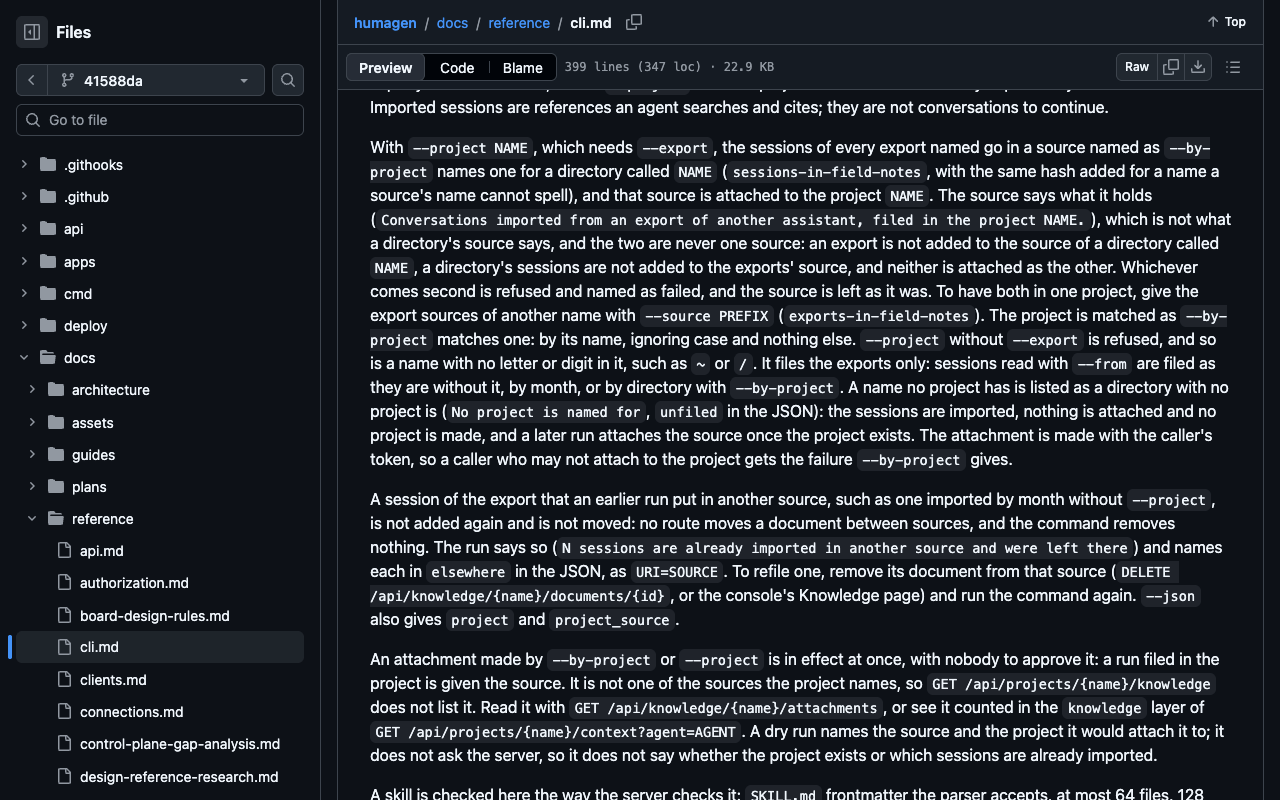 Files
41588da
Go to file
.githooks
.github
api
apps
cmd
deploy
docs
architecture
assets
guides
plans
reference
api.md
authorization.md
board-design-rules.md
cli.md
clients.md
connections.md
control-plane-gap-analysis.md
design-reference-research.md
humagen / docs / reference / cli.md
Top
Preview Code Blame 399 lines (347 loc) · 22.9 KB
Raw
Imported sessions are references an agent searches and cites; they are not conversations to continue.
With --project NAME, which needs --export, the sessions of every export named go in a source named as --by-
project names one for a directory called NAME (sessions-in-field-notes, with the same hash added for a name a
source's name cannot spell), and that source is attached to the project NAME. The source says what it holds
(Conversations imported from an export of another assistant, filed in the project NAME.), which is not what
a directory's source says, and the two are never one source: an export is not added to the source of a directory called
NAME, a directory's sessions are not added to the exports' source, and neither is attached as the other. Whichever
comes second is refused and named as failed, and the source is left as it was. To have both in one project, give the
export sources of another name with --source PREFIX (exports-in-field-notes). The project is matched as --by-
project matches one: by its name, ignoring case and nothing else. --project without --export is refused, and so
is a name with no letter or digit in it, such as ~ or /. It files the exports only: sessions read with --from are filed as
they are without it, by month, or by directory with --by-project. A name no project has is listed as a directory with no
project is (No project is named for, unfiled in the JSON): the sessions are imported, nothing is attached and no
project is made, and a later run attaches the source once the project exists. The attachment is made with the caller's
token, so a caller who may not attach to the project gets the failure --by-project gives.
A session of the export that an earlier run put in another source, such as one imported by month without --project,
is not added again and is not moved: no route moves a document between sources, and the command removes
nothing. The run says so (N sessions are already imported in another source and were left there) and names
each in elsewhere in the JSON, as URI=SOURCE. To refile one, remove its document from that source (DELETE
/api/knowledge/{name}/documents/{id}, or the console's Knowledge page) and run the command again. --json
also gives project and project_source.
An attachment made by --by-project or --project is in effect at once, with nobody to approve it: a run filed in the
project is given the source. It is not one of the sources the project names, so GET /api/projects/{name}/knowledge
does not list it. Read it with GET /api/knowledge/{name}/attachments, or see it counted in the knowledge layer of
GET /api/projects/{name}/context?agent=AGENT. A dry run names the source and the project it would attach it to; it
does not ask the server, so it does not say whether the project exists or which sessions are already imported.
A skill is checked here the way the server checks it: SKILL.md frontmatter the parser accepts, at most 64 files, 128